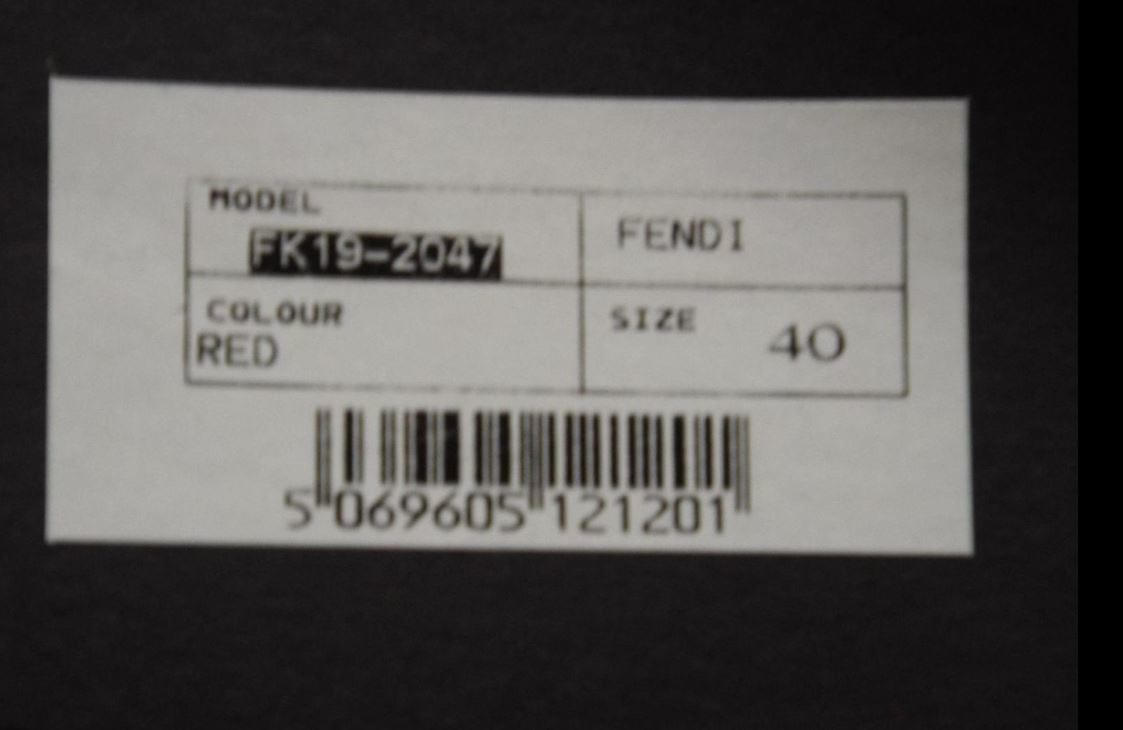 MODEL
FK19-2047
FENDI
COLOUR
RED
SIZE 40
5 069605 121201